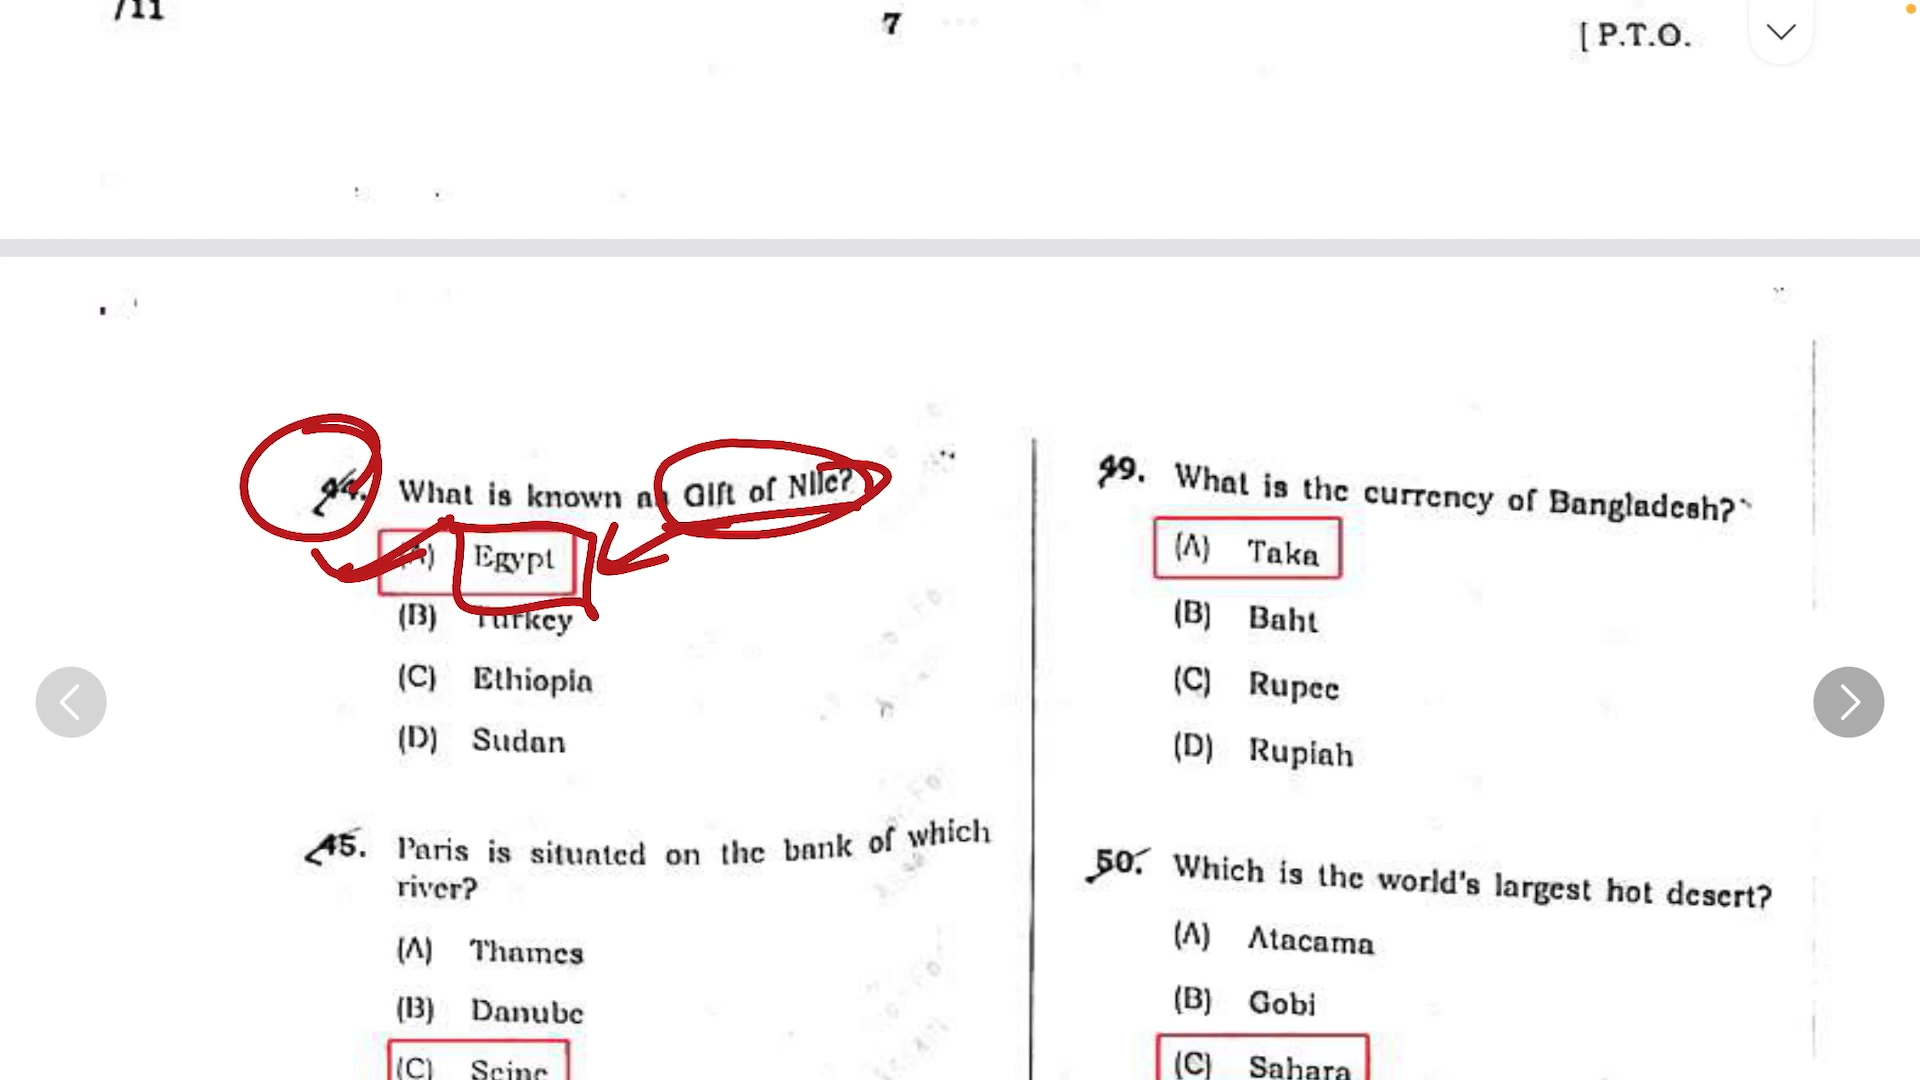 /11
7
[ P.T.O.
44. What is known as Gift of Nile?
(A) Egypt
(B) Turkey
(C) Ethiopia
(D) Sudan
45. Paris is situated on the bank of which
river?
(A) Thames
(B) Danube
(C) Seine
49. What is the currency of Bangladesh?
(A) Taka
(B) Baht
(C) Rupee
(D) Rupiah
50. Which is the world's largest hot desert?
(A) Atacama
(B) Gobi
(C) Sahara